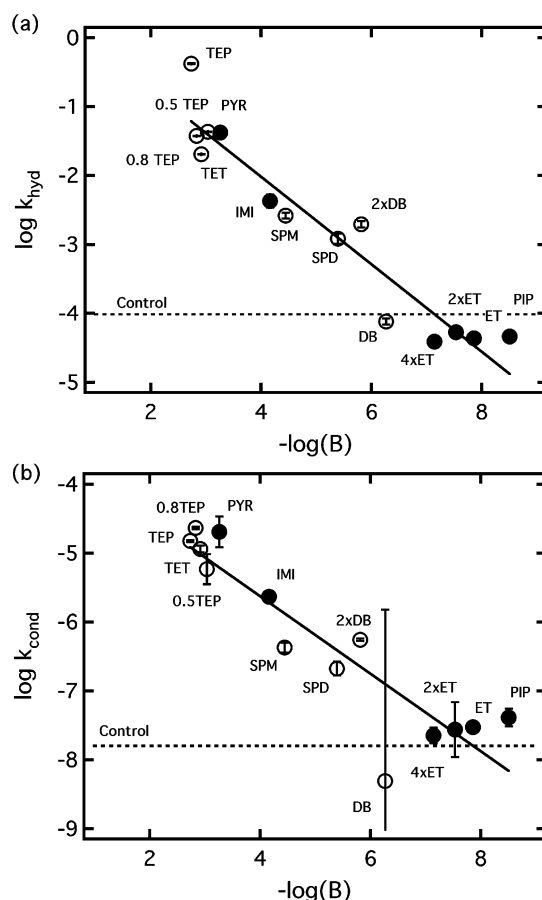 (a)
0
TEP
-1
0.5 TEP
PYR
0.8 TEP
TET
log k_hyd
-2
IMI
SPM
2xDB
-3
SPD
2xET
ET
PIP
Control
-4
DB
4xET
-5
2
4
6
8
-log(B)
(b)
-4
0.8TEP
PYR
TEP
-5
TET
0.5TEP
IMI
log k_cond
-6
2xDB
SPM
SPD
-7
2xET
ET
PIP
Control
-8
4xET
DB
-9
2
4
6
8
-log(B)